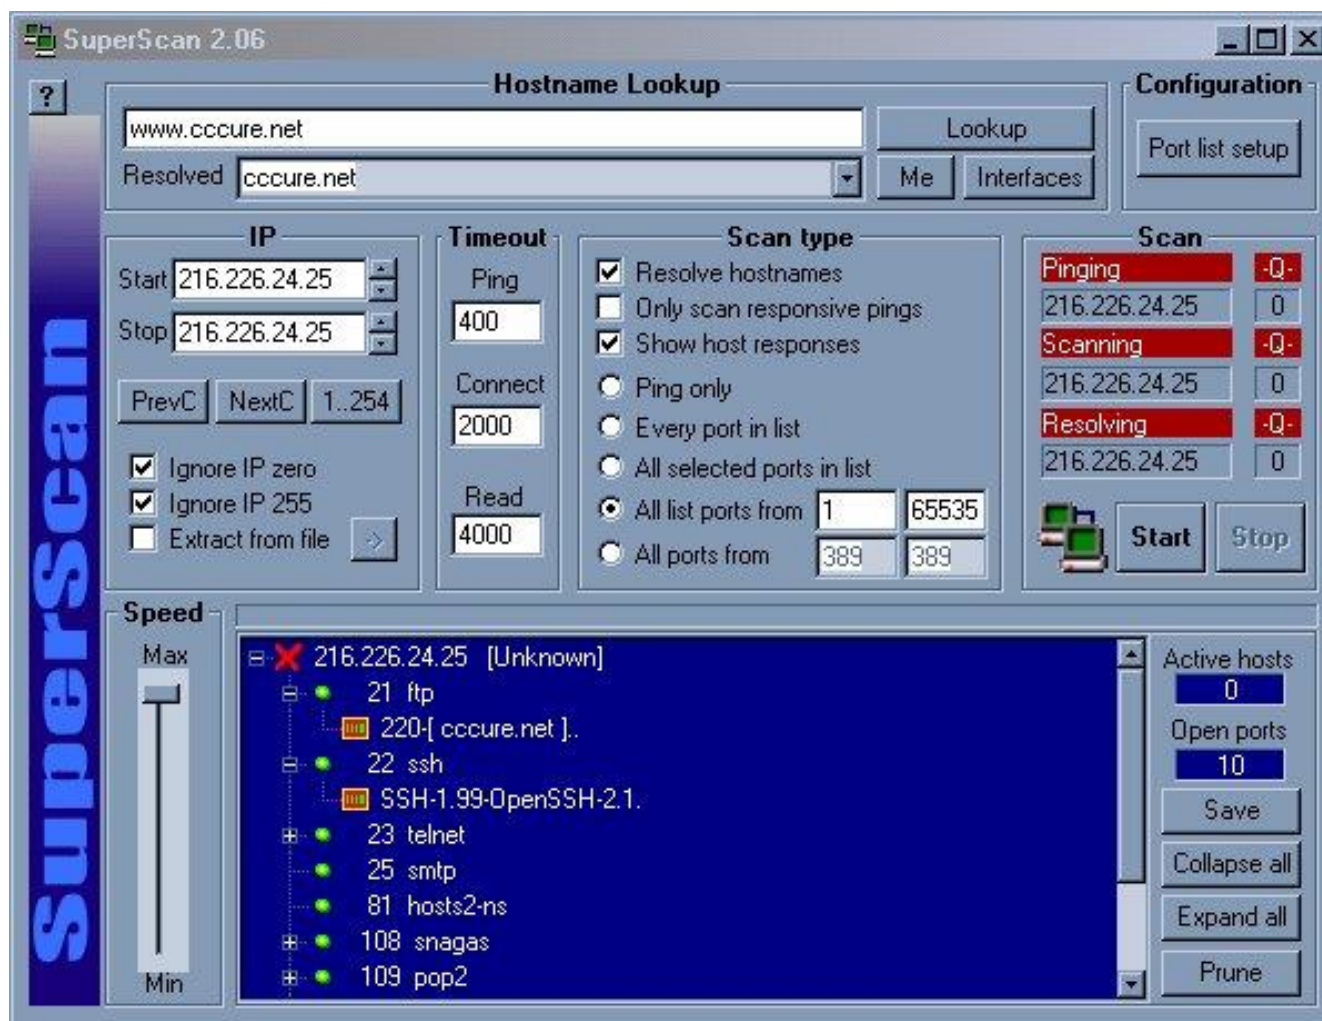 SuperScan 2.06
?
Hostname Lookup
www.cccure.net
Lookup
Resolved cccure.net
Me
Interfaces
Configuration
Port list setup
IP
Start 216.226.24.25
Stop 216.226.24.25
PrevC NextC 1..254
Ignore IP zero
Ignore IP 255
Extract from file ->
Timeout
Ping
400
Connect
2000
Read
4000
Scan type
Resolve hostnames
Only scan responsive pings
Show host responses
Ping only
Every port in list
All selected ports in list
All list ports from 1 65535
All ports from 389 389
Scan
Pinging -Q-
216.226.24.25 0
Scanning -Q-
216.226.24.25 0
Resolving -Q-
216.226.24.25 0
Start Stop
SuperScan
Speed
Max
Min
216.226.24.25 [Unknown]
21 ftp
220-[ cccure.net ]..
22 ssh
SSH-1.99-OpenSSH-2.1.
23 telnet
25 smtp
81 hosts2-ns
108 snagas
109 pop2
Active hosts
0
Open ports
10
Save
Collapse all
Expand all
Prune